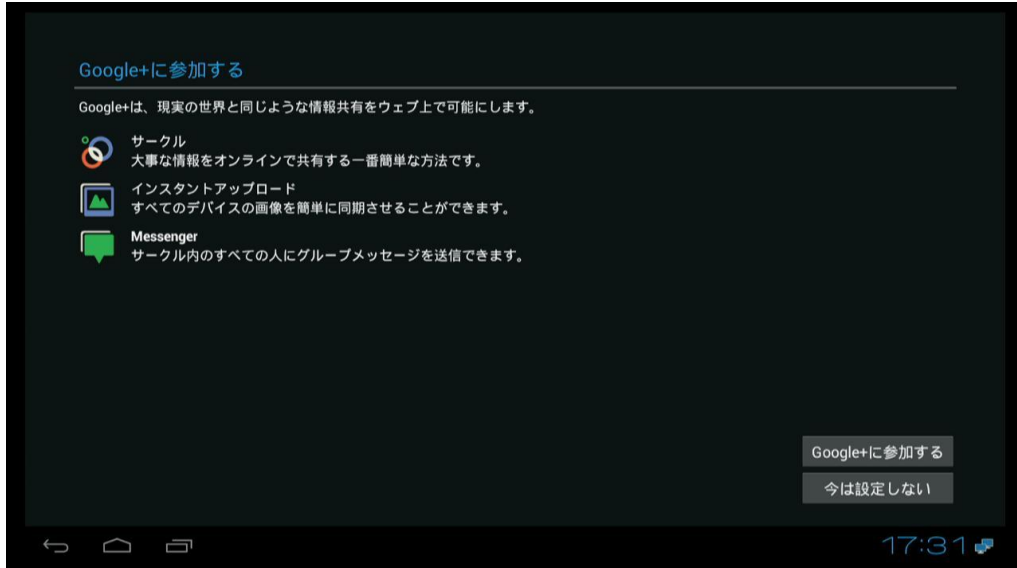 Google+に参加する
Google+は、現実の世界と同じような情報共有をウェブ上で可能にします。
サークル
大事な情報をオンラインで共有する一番簡単な方法です。
インスタントアップロード
すべてのデバイスの画像を簡単に同期させることができます。
Messenger
サークル内のすべての人にグループメッセージを送信できます。
Google+に参加する
今は設定しない
17:31